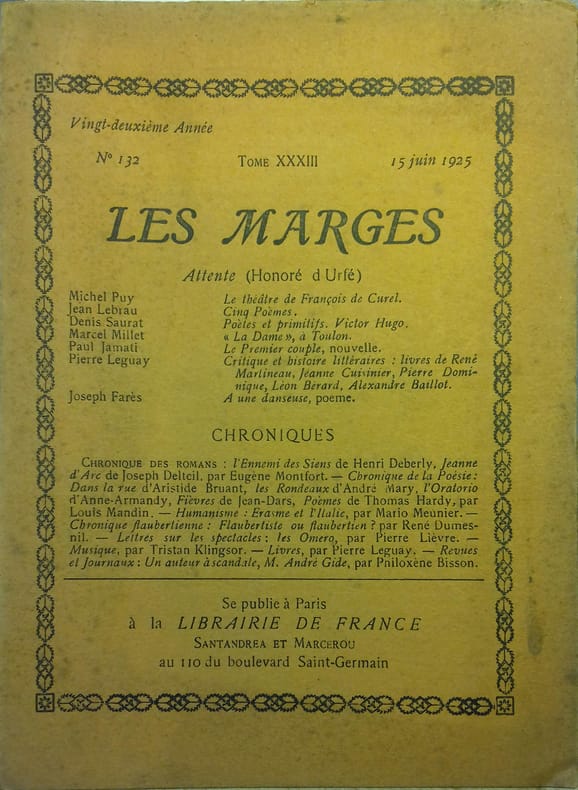 Vingt-deuxième Année
N° 132 TOME XXXIII 15 juin 1925
LES MARGES
Attente (Honoré d Urfé)
Michel Puy Le théâtre de François de Curel.
Jean Lebrau Cinq Poèmes.
Denis Saurat Poètes et primitifs. Victor Hugo.
Marcel Millet « La Dame », à Toulon.
Paul Jamati Le Premier couple, nouvelle.
Pierre Leguay Critique et histoire littéraires : livres de René
Martineau, Jeanne Cuisinier, Pierre Domi-
nique, Léon Bérard, Alexandre Baillot.
Joseph Farès A une danseuse, poeme.
CHRONIQUES
CHRONIQUE DES ROMANS : l'Ennemi des Siens de Henri Deberly, Jeanne
d'Arc de Joseph Delteil, par Eugène Montfort. — Chronique de la Poésie :
Dans la rue d'Aristide Bruant, les Rondeaux d'André Mary, l'Oratorio
d'Anne-Armandy, Fièvres de Jean-Dars, Poèmes de Thomas Hardy, par
Louis Mandin. — Humanisme : Erasme et l'Italie, par Mario Meunier. —
Chronique flaubertienne : Flaubertiste ou flaubertien ? par René Dumes-
nil. — Lettres sur les spectacles : les Omero, par Pierre Lièvre. —
Musique, par Tristan Klingsor. — Livres, par Pierre Leguay. — Revues
et Journaux : Un auteur à scandale, M. André Gide, par Philoxène Bisson.
Se publie à Paris
à la LIBRAIRIE DE FRANCE
SANTANDREA ET MARCEROU
au 110 du boulevard Saint-Germain